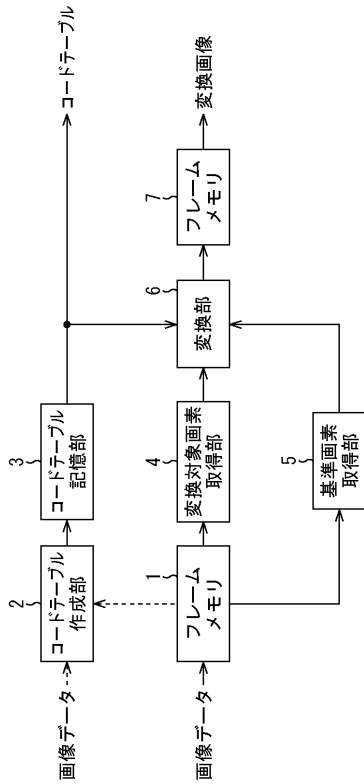 画像データ
2
コードテーブル
作成部
3
コードテーブル
記憶部
コードテーブル
画像データ
1
フレーム
メモリ
4
変換対象画素
取得部
6
変換部
7
フレーム
メモリ
変換画像
5
基準画素
取得部